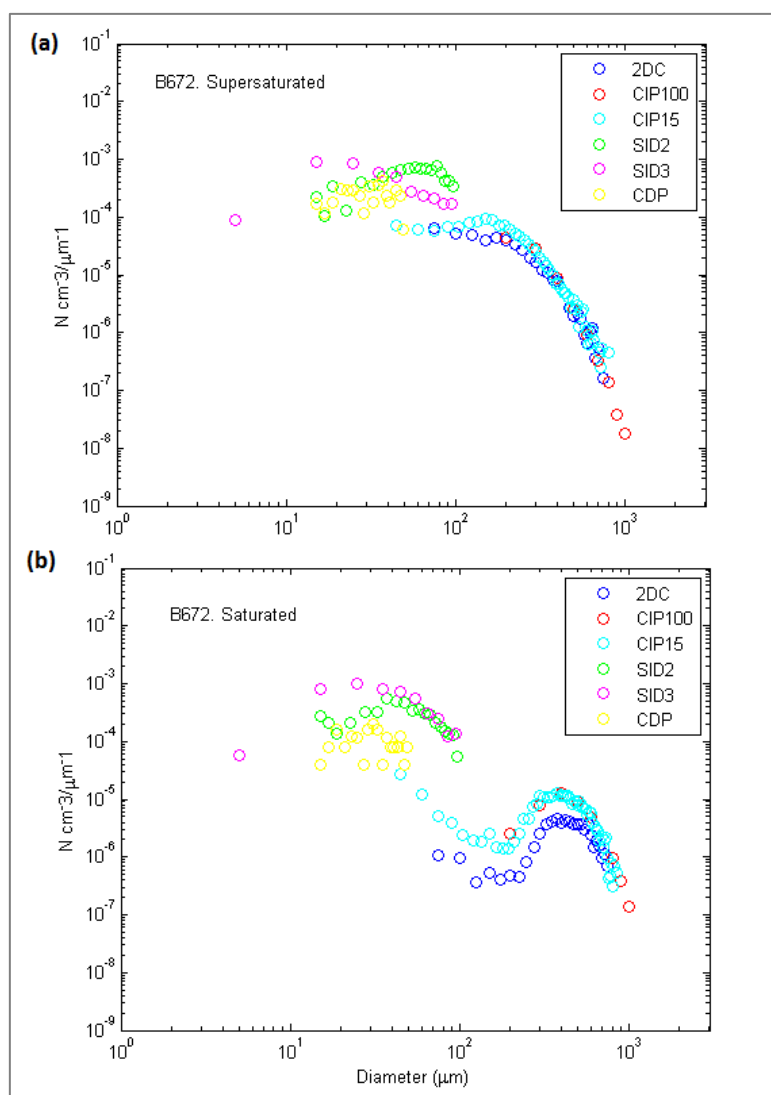 (a)
B672. Supersaturated
2DC
CIP100
CIP15
SID2
SID3
CDP
10⁻¹
10⁻²
10⁻³
10⁻⁴
10⁻⁵
10⁻⁶
10⁻⁷
10⁻⁸
10⁻⁹
N cm⁻³/μm⁻¹
10⁰
10¹
10²
10³
(b)
B672. Saturated
2DC
CIP100
CIP15
SID2
SID3
CDP
10⁻¹
10⁻²
10⁻³
10⁻⁴
10⁻⁵
10⁻⁶
10⁻⁷
10⁻⁸
10⁻⁹
N cm⁻³/μm⁻¹
10⁰
10¹
10²
10³
Diameter (μm)